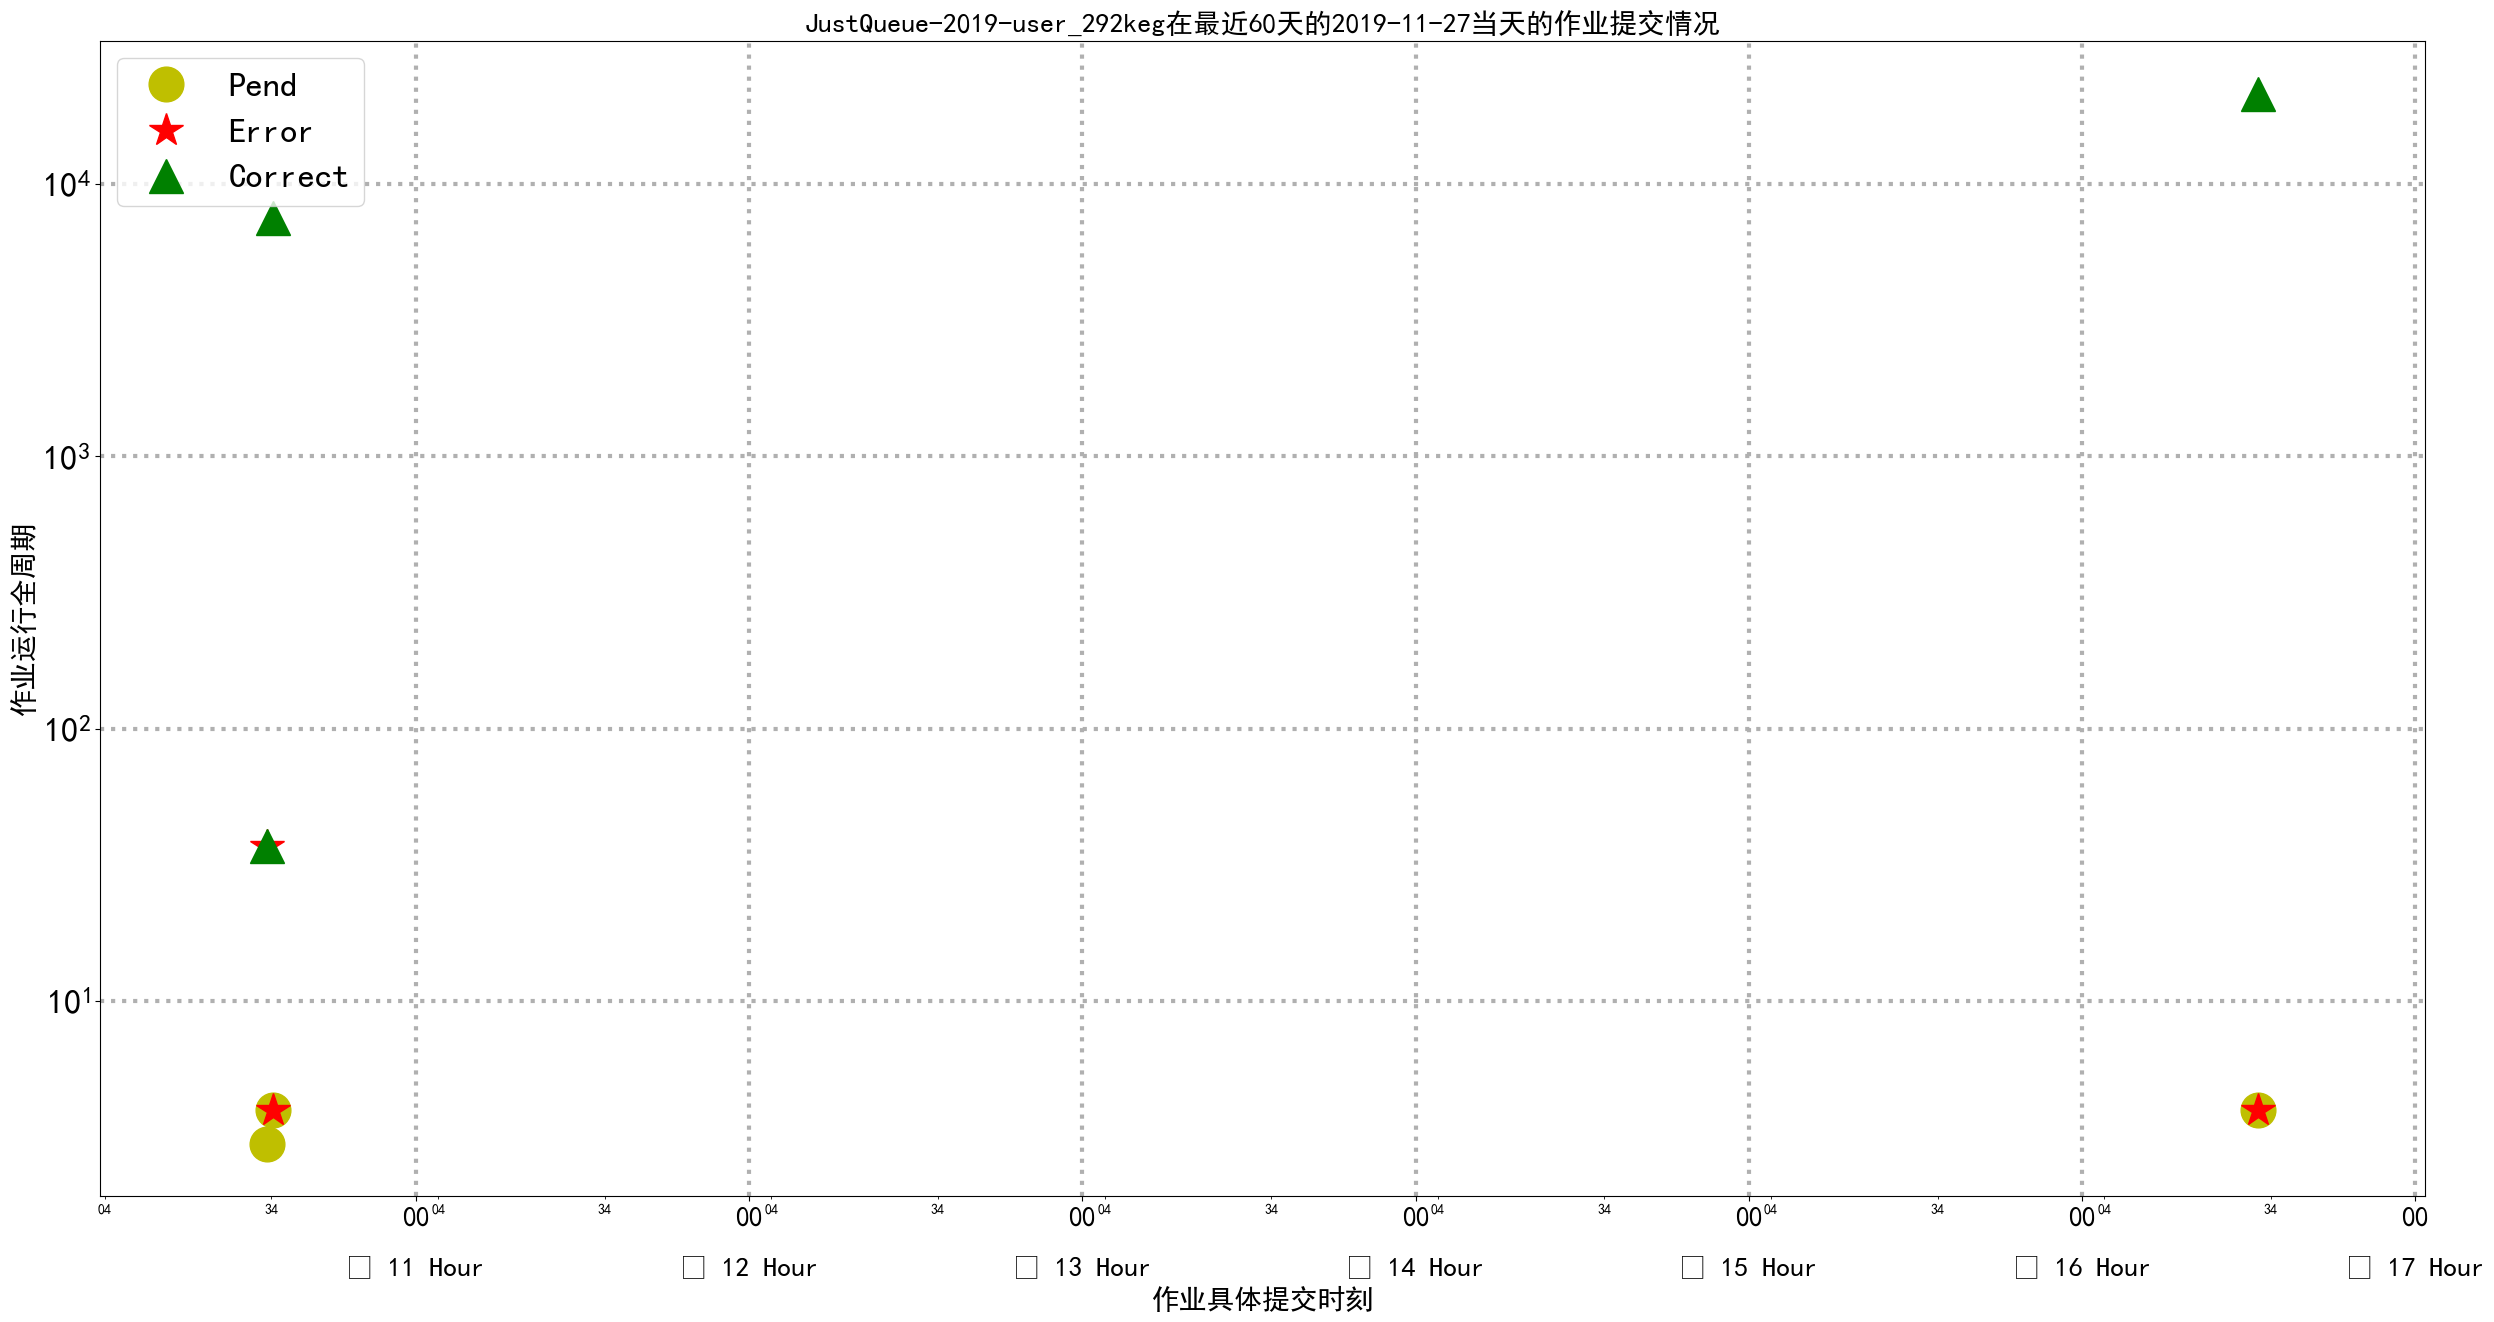 JustQueue-2019-user_292keg在最近60天的2019-11-27当天的作业提交情况
Pend
Error
Correct
10⁴
10³
10²
10¹
作业运行全周期
04 34 00 04 34 00 04 34 00 04 34 00 04 34 00 04 34 00 04 34 00
□ 11 Hour □ 12 Hour □ 13 Hour □ 14 Hour □ 15 Hour □ 16 Hour □ 17 Hour
作业具体提交时刻